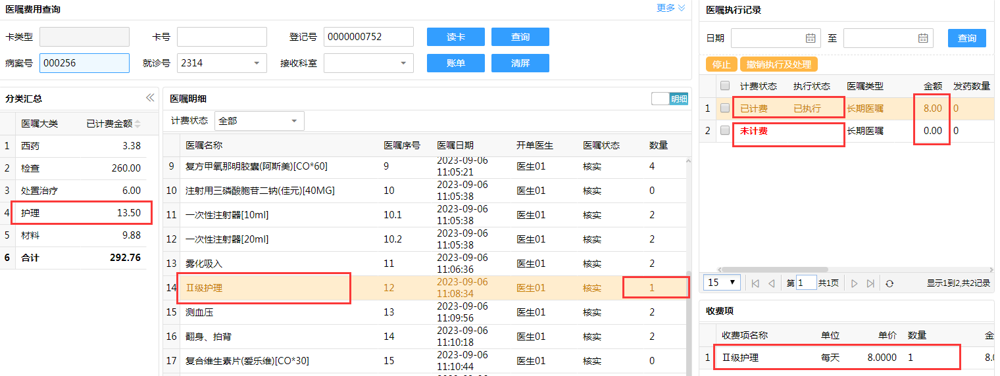 医嘱费用查询
更多
卡类型
卡号
登记号 0000000752
读卡
查询
病案号 000256
就诊号 2314
接收科室
账单
清屏
分类汇总
医嘱大类 已计费金额
1 西药 3.38
2 检查 260.00
3 处置治疗 6.00
4 护理 13.50
5 材料 9.88
6 合计 292.76
医嘱明细
明细
计费状态 全部
医嘱名称 医嘱序号 医嘱日期 开单医生 医嘱状态 数量
9 复方甲氧那明胶囊(阿斯美)[CO*60] 9 2023-09-06 11:05:21 医生01 核实 4
10 注射用三磷酸胞苷二钠(佳元)[40MG] 10 2023-09-06 11:05:38 医生01 核实 0
11 一次性注射器[10ml] 10.1 2023-09-06 11:05:38 医生01 核实 2
12 一次性注射器[20ml] 10.2 2023-09-06 11:05:38 医生01 核实 2
13 雾化吸入 11 2023-09-06 11:06:36 医生01 核实 2
14 Ⅱ级护理 12 2023-09-06 11:08:34 医生01 核实 1
15 测血压 13 2023-09-06 11:09:56 医生01 核实 2
16 翻身、拍背 14 2023-09-06 11:10:18 医生01 核实 2
17 复合维生素片(爱乐维)[CO*30] 15 2023-09-06 11:10:44 医生01 核实 0
医嘱执行记录
日期 至 查询
停止 撤销执行及处理
计费状态 执行状态 医嘱类型 金额 发药数量
1 已计费 已执行 长期医嘱 8.00 0
2 未计费 长期医嘱 0.00 0
15 第 1 共1页 显示1到2,共2记录
收费项
收费项名称 单位 单价 数量
1 Ⅱ级护理 每天 8.0000 1